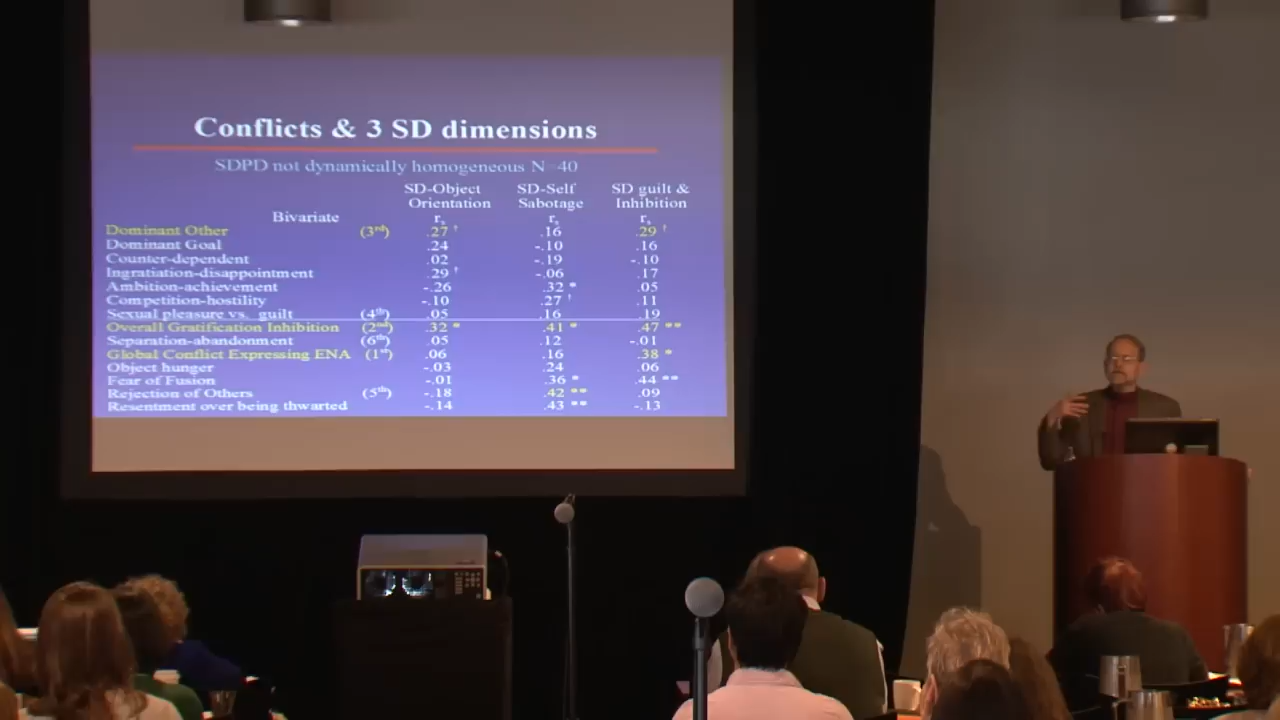 Conflicts & 3 SD dimensions
SDPD not dynamically homogeneous N=40
SD-Object SD-Self SD guilt &
Orientation Sabotage Inhibition
Bivariate rs rs rs
Dominant Other (3rd) .27 † .16 .29 †
Dominant Goal .24 -.10 .16
Counter-dependent .02 -.19 -.10
Ingratiation-disappointment .29 † -.06 .17
Ambition-achievement -.26 .32 * .05
Competition-hostility -.10 .27 † .11
Sexual pleasure vs. guilt (4th) .05 .16 .19
Overall Gratification Inhibition (2nd) .32 * .41 * .47 **
Separation-abandonment (6th) .05 .12 -.01
Global Conflict Expressing ENA (1st) .06 .16 .38 *
Object hunger -.03 .24 .06
Fear of Fusion -.01 .36 * .44 **
Rejection of Others (5th) -.18 .42 ** .09
Resentment over being thwarted -.14 .43 ** -.13